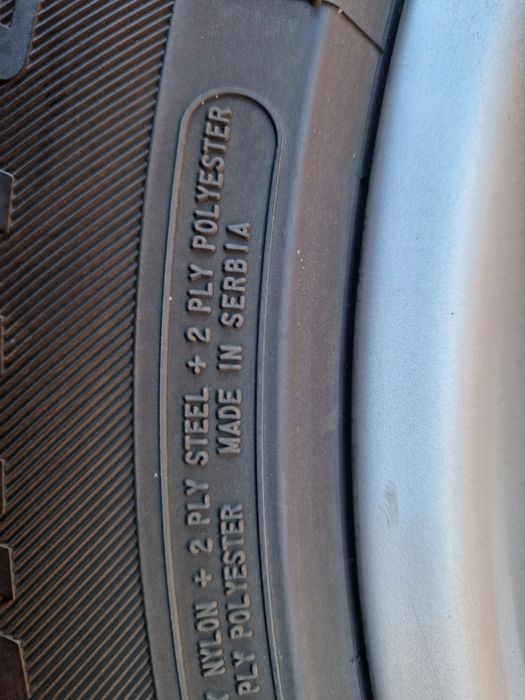 NYLON + 2 PLY STEEL + 2 PLY POLYESTER
PLY POLYESTER MADE IN SERBIA